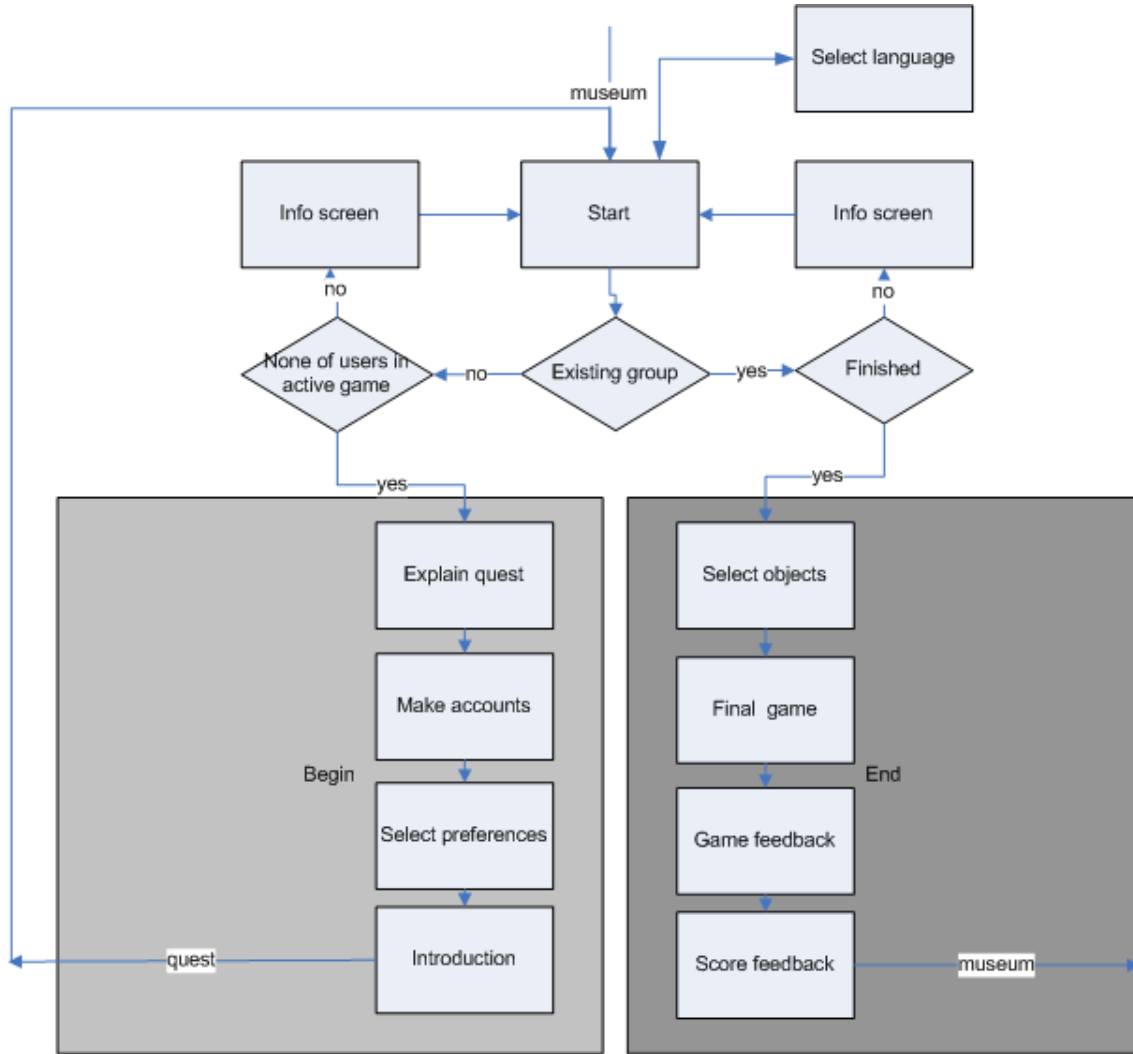 Select language
museum
Info screen
Start
Info screen
no
no
None of users in
active game
no
Existing group
yes
Finished
yes
yes
Explain quest
Select objects
Make accounts
Final  game
Begin
End
Select preferences
Game feedback
quest
Introduction
Score feedback
museum